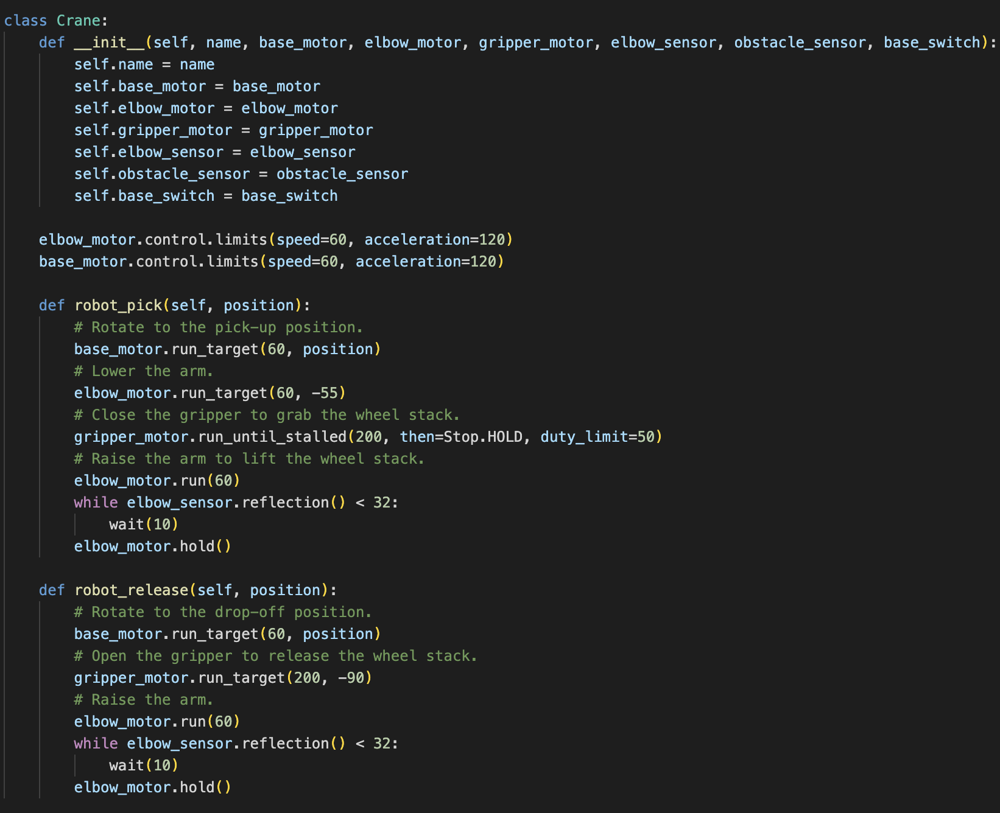 class Crane:
    def __init__(self, name, base_motor, elbow_motor, gripper_motor, elbow_sensor, obstacle_sensor, base_switch):
        self.name = name
        self.base_motor = base_motor
        self.elbow_motor = elbow_motor
        self.gripper_motor = gripper_motor
        self.elbow_sensor = elbow_sensor
        self.obstacle_sensor = obstacle_sensor
        self.base_switch = base_switch

    elbow_motor.control.limits(speed=60, acceleration=120)
    base_motor.control.limits(speed=60, acceleration=120)

    def robot_pick(self, position):
        # Rotate to the pick-up position.
        base_motor.run_target(60, position)
        # Lower the arm.
        elbow_motor.run_target(60, -55)
        # Close the gripper to grab the wheel stack.
        gripper_motor.run_until_stalled(200, then=Stop.HOLD, duty_limit=50)
        # Raise the arm to lift the wheel stack.
        elbow_motor.run(60)
        while elbow_sensor.reflection() < 32:
            wait(10)
        elbow_motor.hold()

    def robot_release(self, position):
        # Rotate to the drop-off position.
        base_motor.run_target(60, position)
        # Open the gripper to release the wheel stack.
        gripper_motor.run_target(200, -90)
        # Raise the arm.
        elbow_motor.run(60)
        while elbow_sensor.reflection() < 32:
            wait(10)
        elbow_motor.hold()